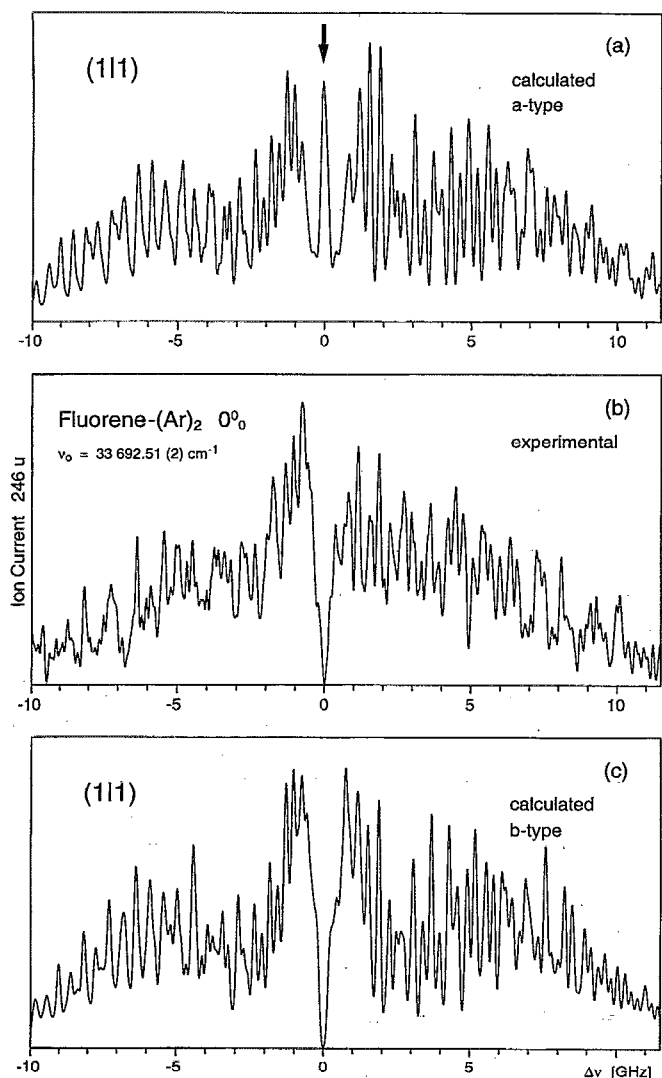 (a)
(1|1)
calculated
a-type
-10 -5 0 5 10
(b)
Fluorene-(Ar)₂ 0⁰₀
experimental
ν₀ = 33 692.51 (2) cm⁻¹
Ion Current 246 u
-10 -5 0 5 10
(c)
(1|1)
calculated
b-type
-10 -5 0 5 10 Δν [GHz]